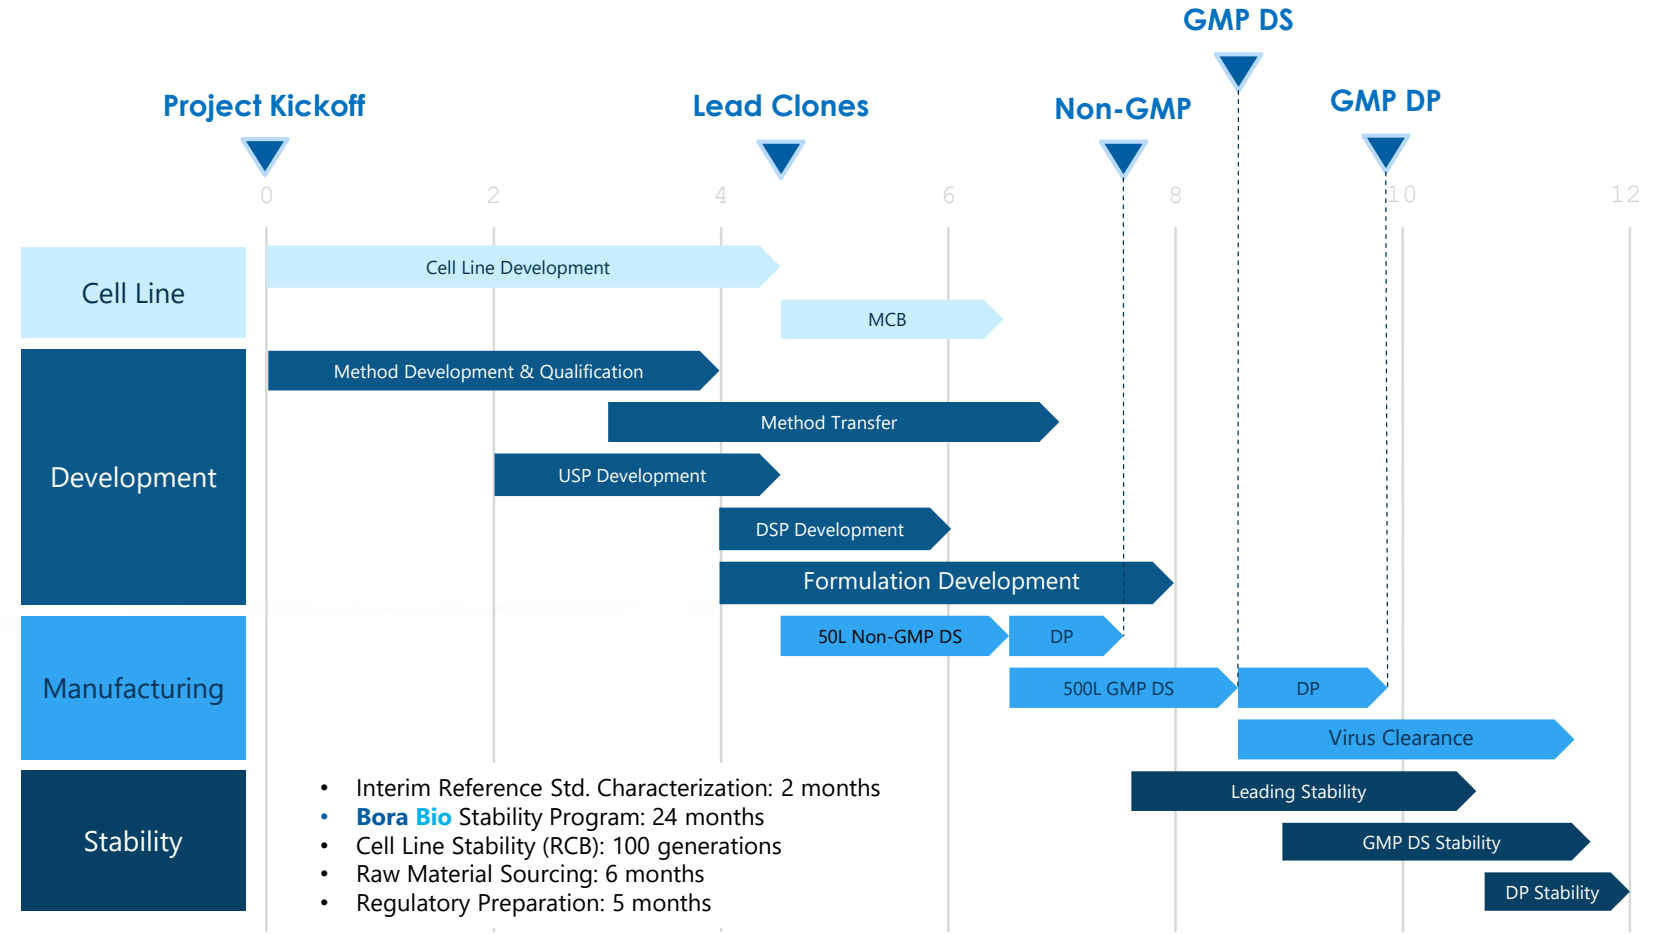 GMP DS
Project Kickoff
Lead Clones
Non-GMP
GMP DP
0
2
4
6
8
10
12
Cell Line
Cell Line Development
MCB
Development
Method Development & Qualification
Method Transfer
USP Development
DSP Development
Formulation Development
Manufacturing
50L Non-GMP DS
DP
500L GMP DS
DP
Virus Clearance
Stability
Leading Stability
GMP DS Stability
DP Stability
• Interim Reference Std. Characterization: 2 months
• Bora Bio Stability Program: 24 months
• Cell Line Stability (RCB): 100 generations
• Raw Material Sourcing: 6 months
• Regulatory Preparation: 5 months